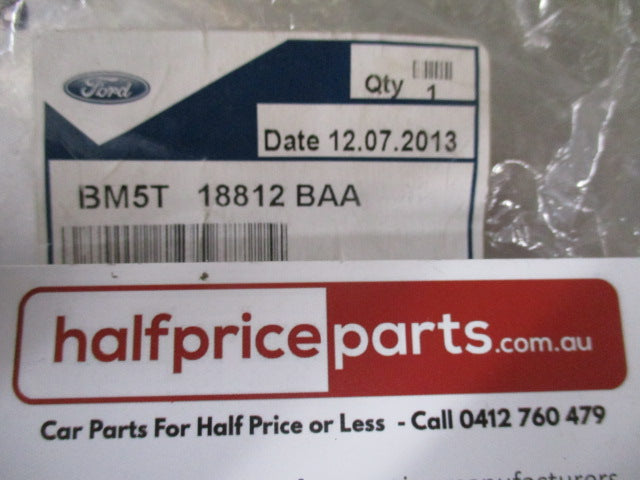 Ford
Qty 1
Date 12.07.2013
BM5T 18812 BAA
halfpriceparts.com.au
Car Parts For Half Price or Less - Call 0412 760 479
manufacturers